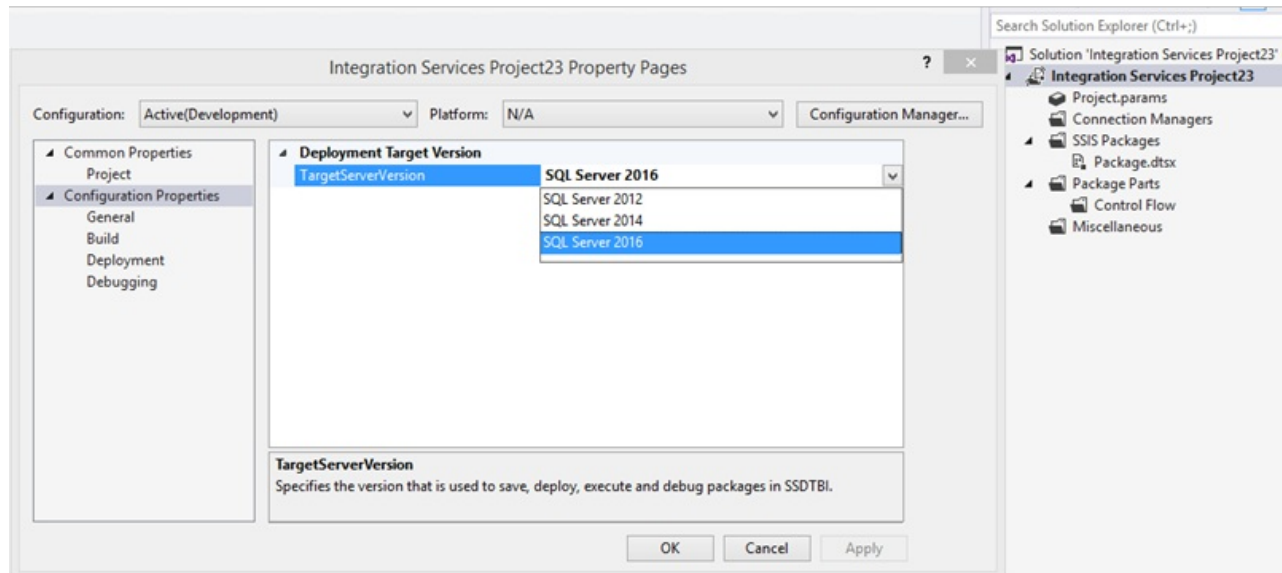 Search Solution Explorer (Ctrl+;)
Solution 'Integration Services Project23'
Integration Services Project23
Project.params
Connection Managers
SSIS Packages
Package.dtsx
Package Parts
Control Flow
Miscellaneous
Integration Services Project23 Property Pages
?
Configuration: Active(Development) Platform: N/A Configuration Manager...
Common Properties
Project
Configuration Properties
General
Build
Deployment
Debugging
Deployment Target Version
TargetServerVersion SQL Server 2016
SQL Server 2012
SQL Server 2014
SQL Server 2016
TargetServerVersion
Specifies the version that is used to save, deploy, execute and debug packages in SSDTBI.
OK Cancel Apply